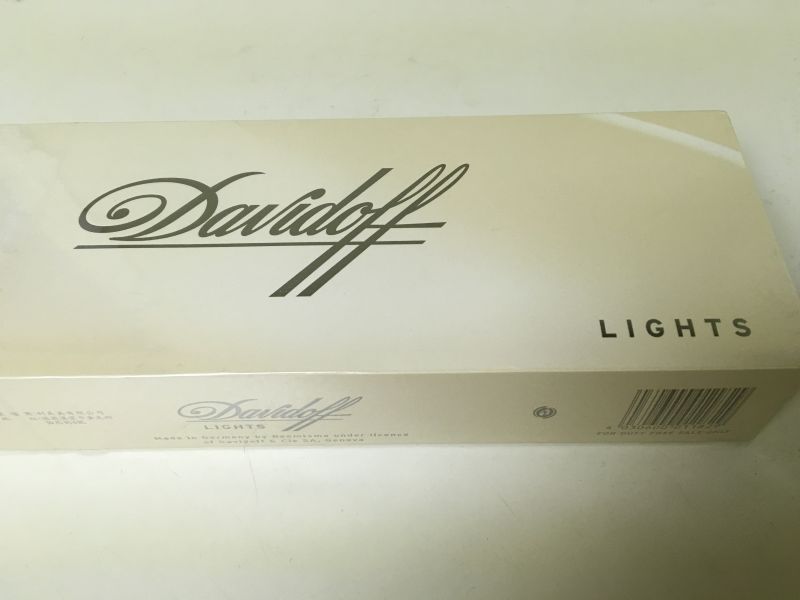 Davidoff
LIGHTS
Davidoff
LIGHTS
Made in Germany by Reemtsma under licence
of Davidoff & Cie SA, Geneva
FOR DUTY FREE SALE ONLY